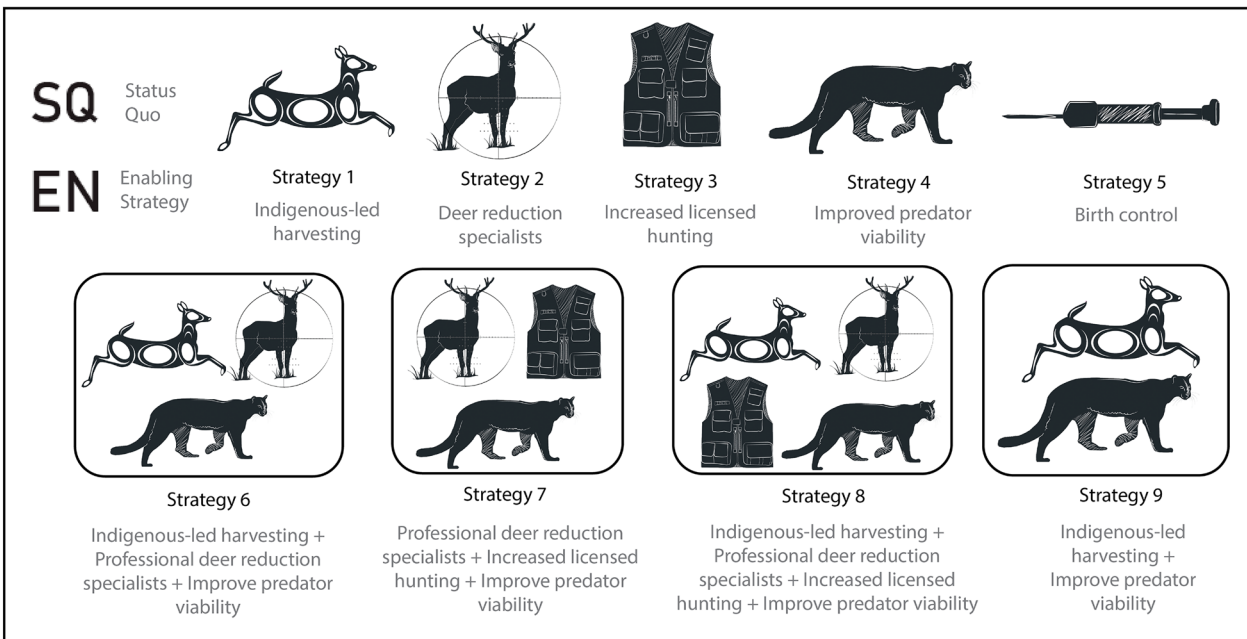 SQ
Status
Quo
EN
Enabling
Strategy
Strategy 1
Indigenous-led
harvesting
Strategy 2
Deer reduction
specialists
Strategy 3
Increased licensed
hunting
Strategy 4
Improved predator
viability
Strategy 5
Birth control
Strategy 6
Indigenous-led harvesting +
Professional deer reduction
specialists + Improve predator
viability
Strategy 7
Professional deer reduction
specialists + Increased licensed
hunting + Improve predator
viability
Strategy 8
Indigenous-led harvesting +
Professional deer reduction
specialists + Increased licensed
hunting + Improve predator viability
Strategy 9
Indigenous-led
harvesting +
Improve predator
viability